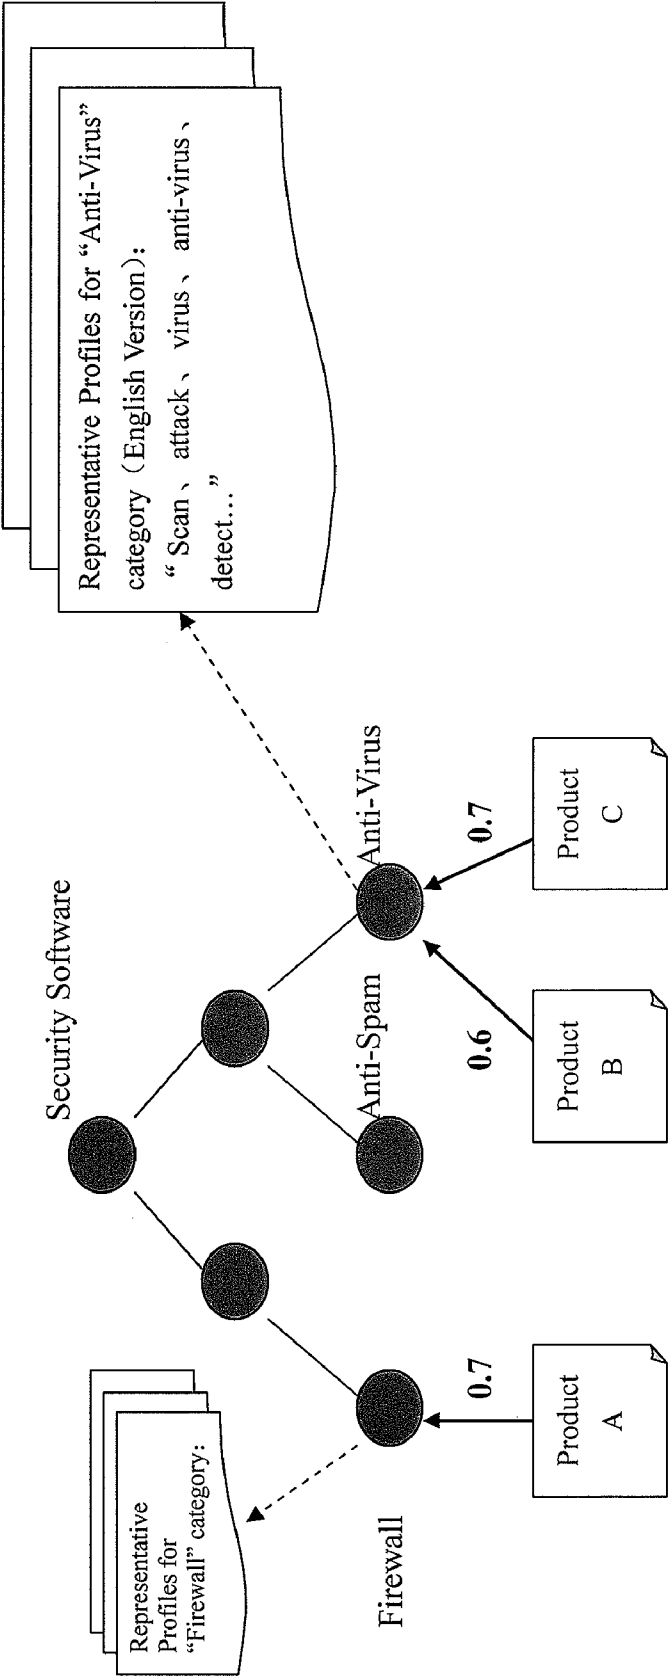 Representative
Profiles for
“Firewall” category:
Security Software
Representative Profiles for “Anti-Virus”
category（English Version）：
“ Scan、attack、virus、anti-virus、
detect…”
Firewall
Anti-Spam
Anti-Virus
0.7
0.6
0.7
Product
A
Product
B
Product
C